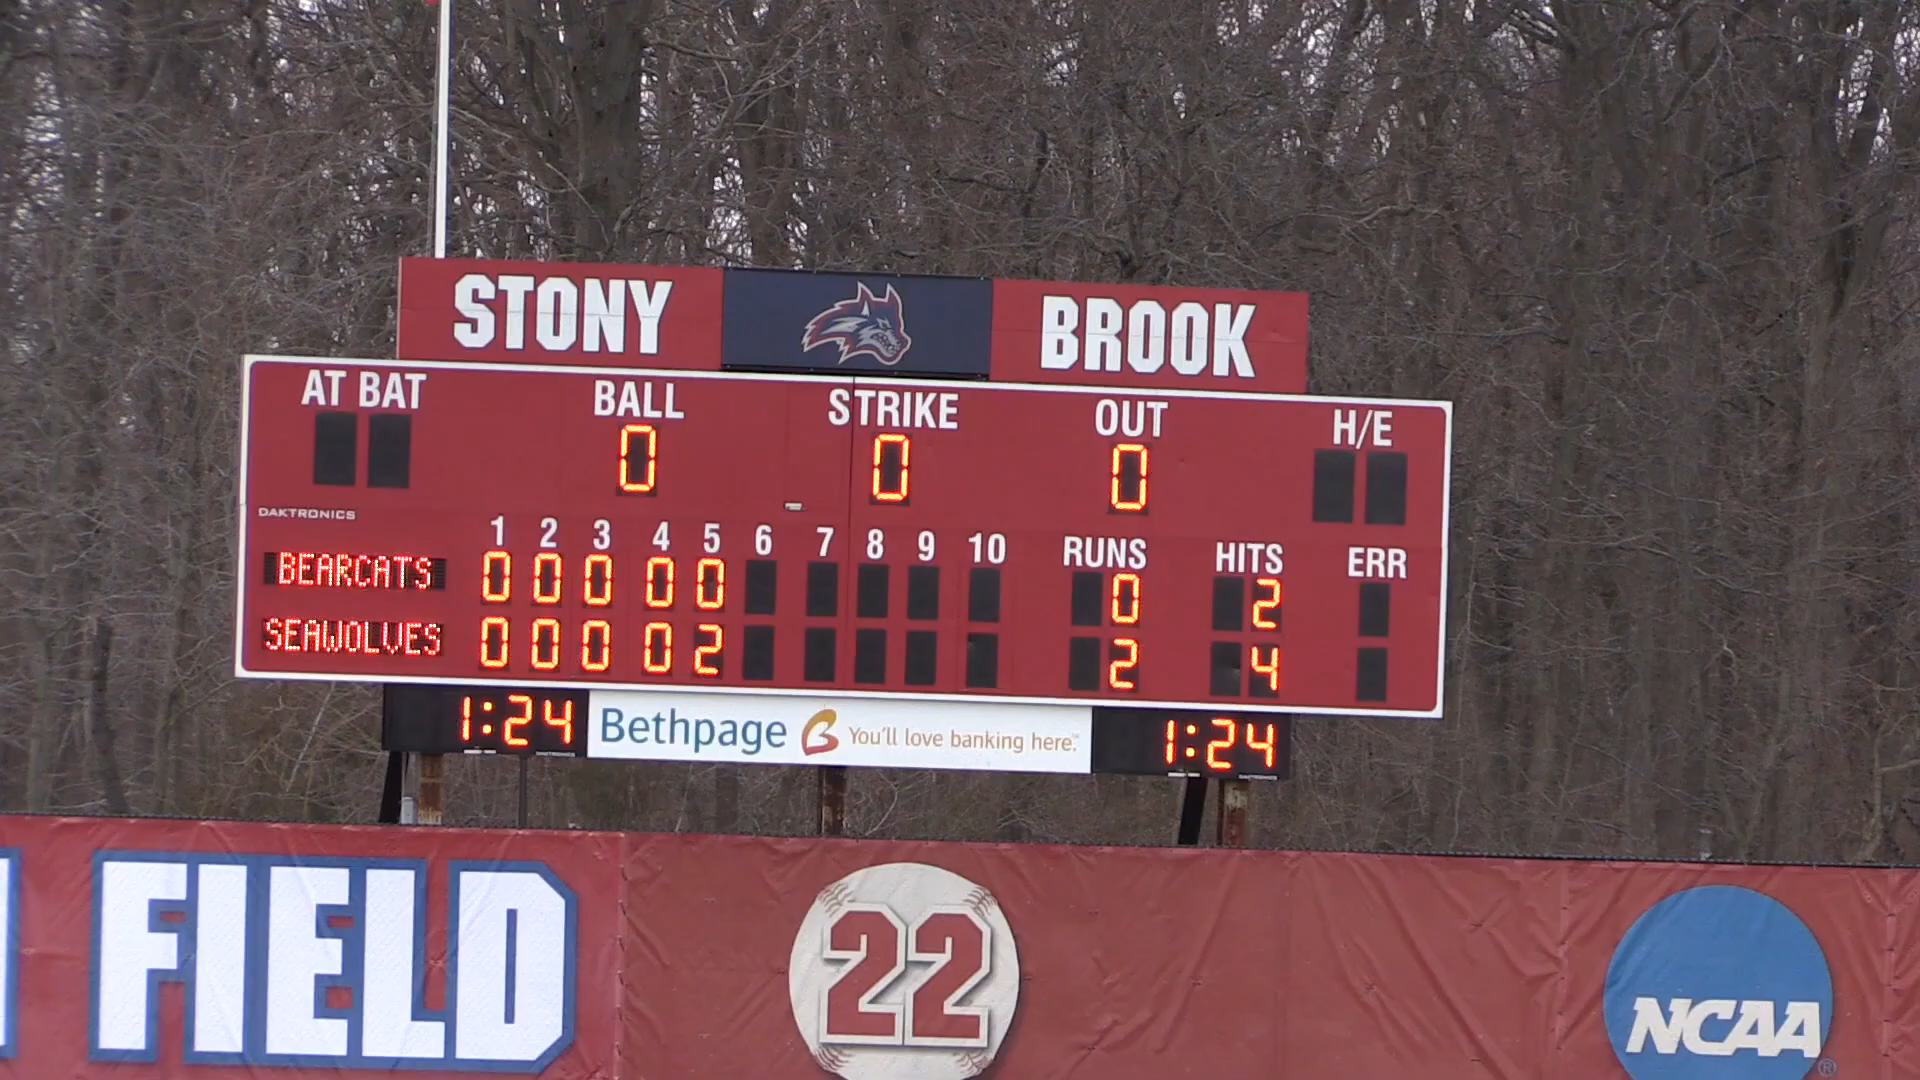 STONY BROOK
AT BAT BALL STRIKE OUT H/E
0 0 0
DAKTRONICS
1 2 3 4 5 6 7 8 9 10 RUNS HITS ERR
BEARCATS 0 0 0 0 0 0 2
SEAWOLVES 0 0 0 0 2 2 4
1:24 Bethpage You'll love banking here.℠ 1:24
FIELD 22 NCAA ®